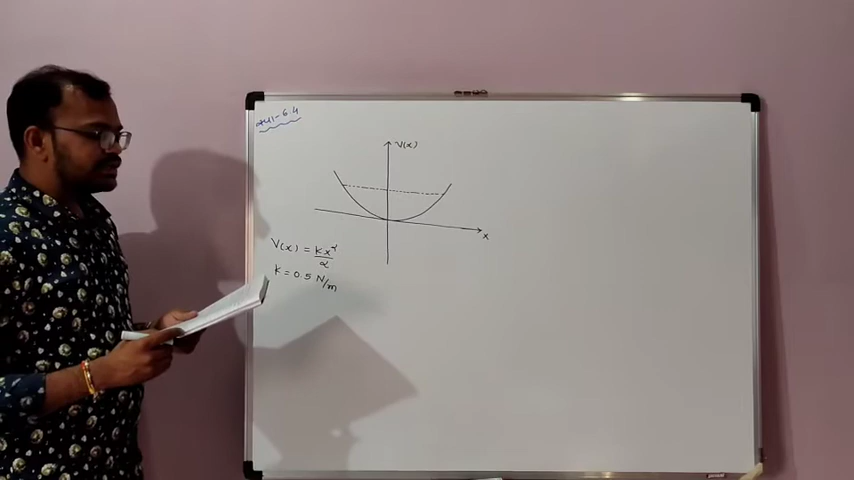 V(x)
x
V(x) = kx²/2
k = 0.5 N/m